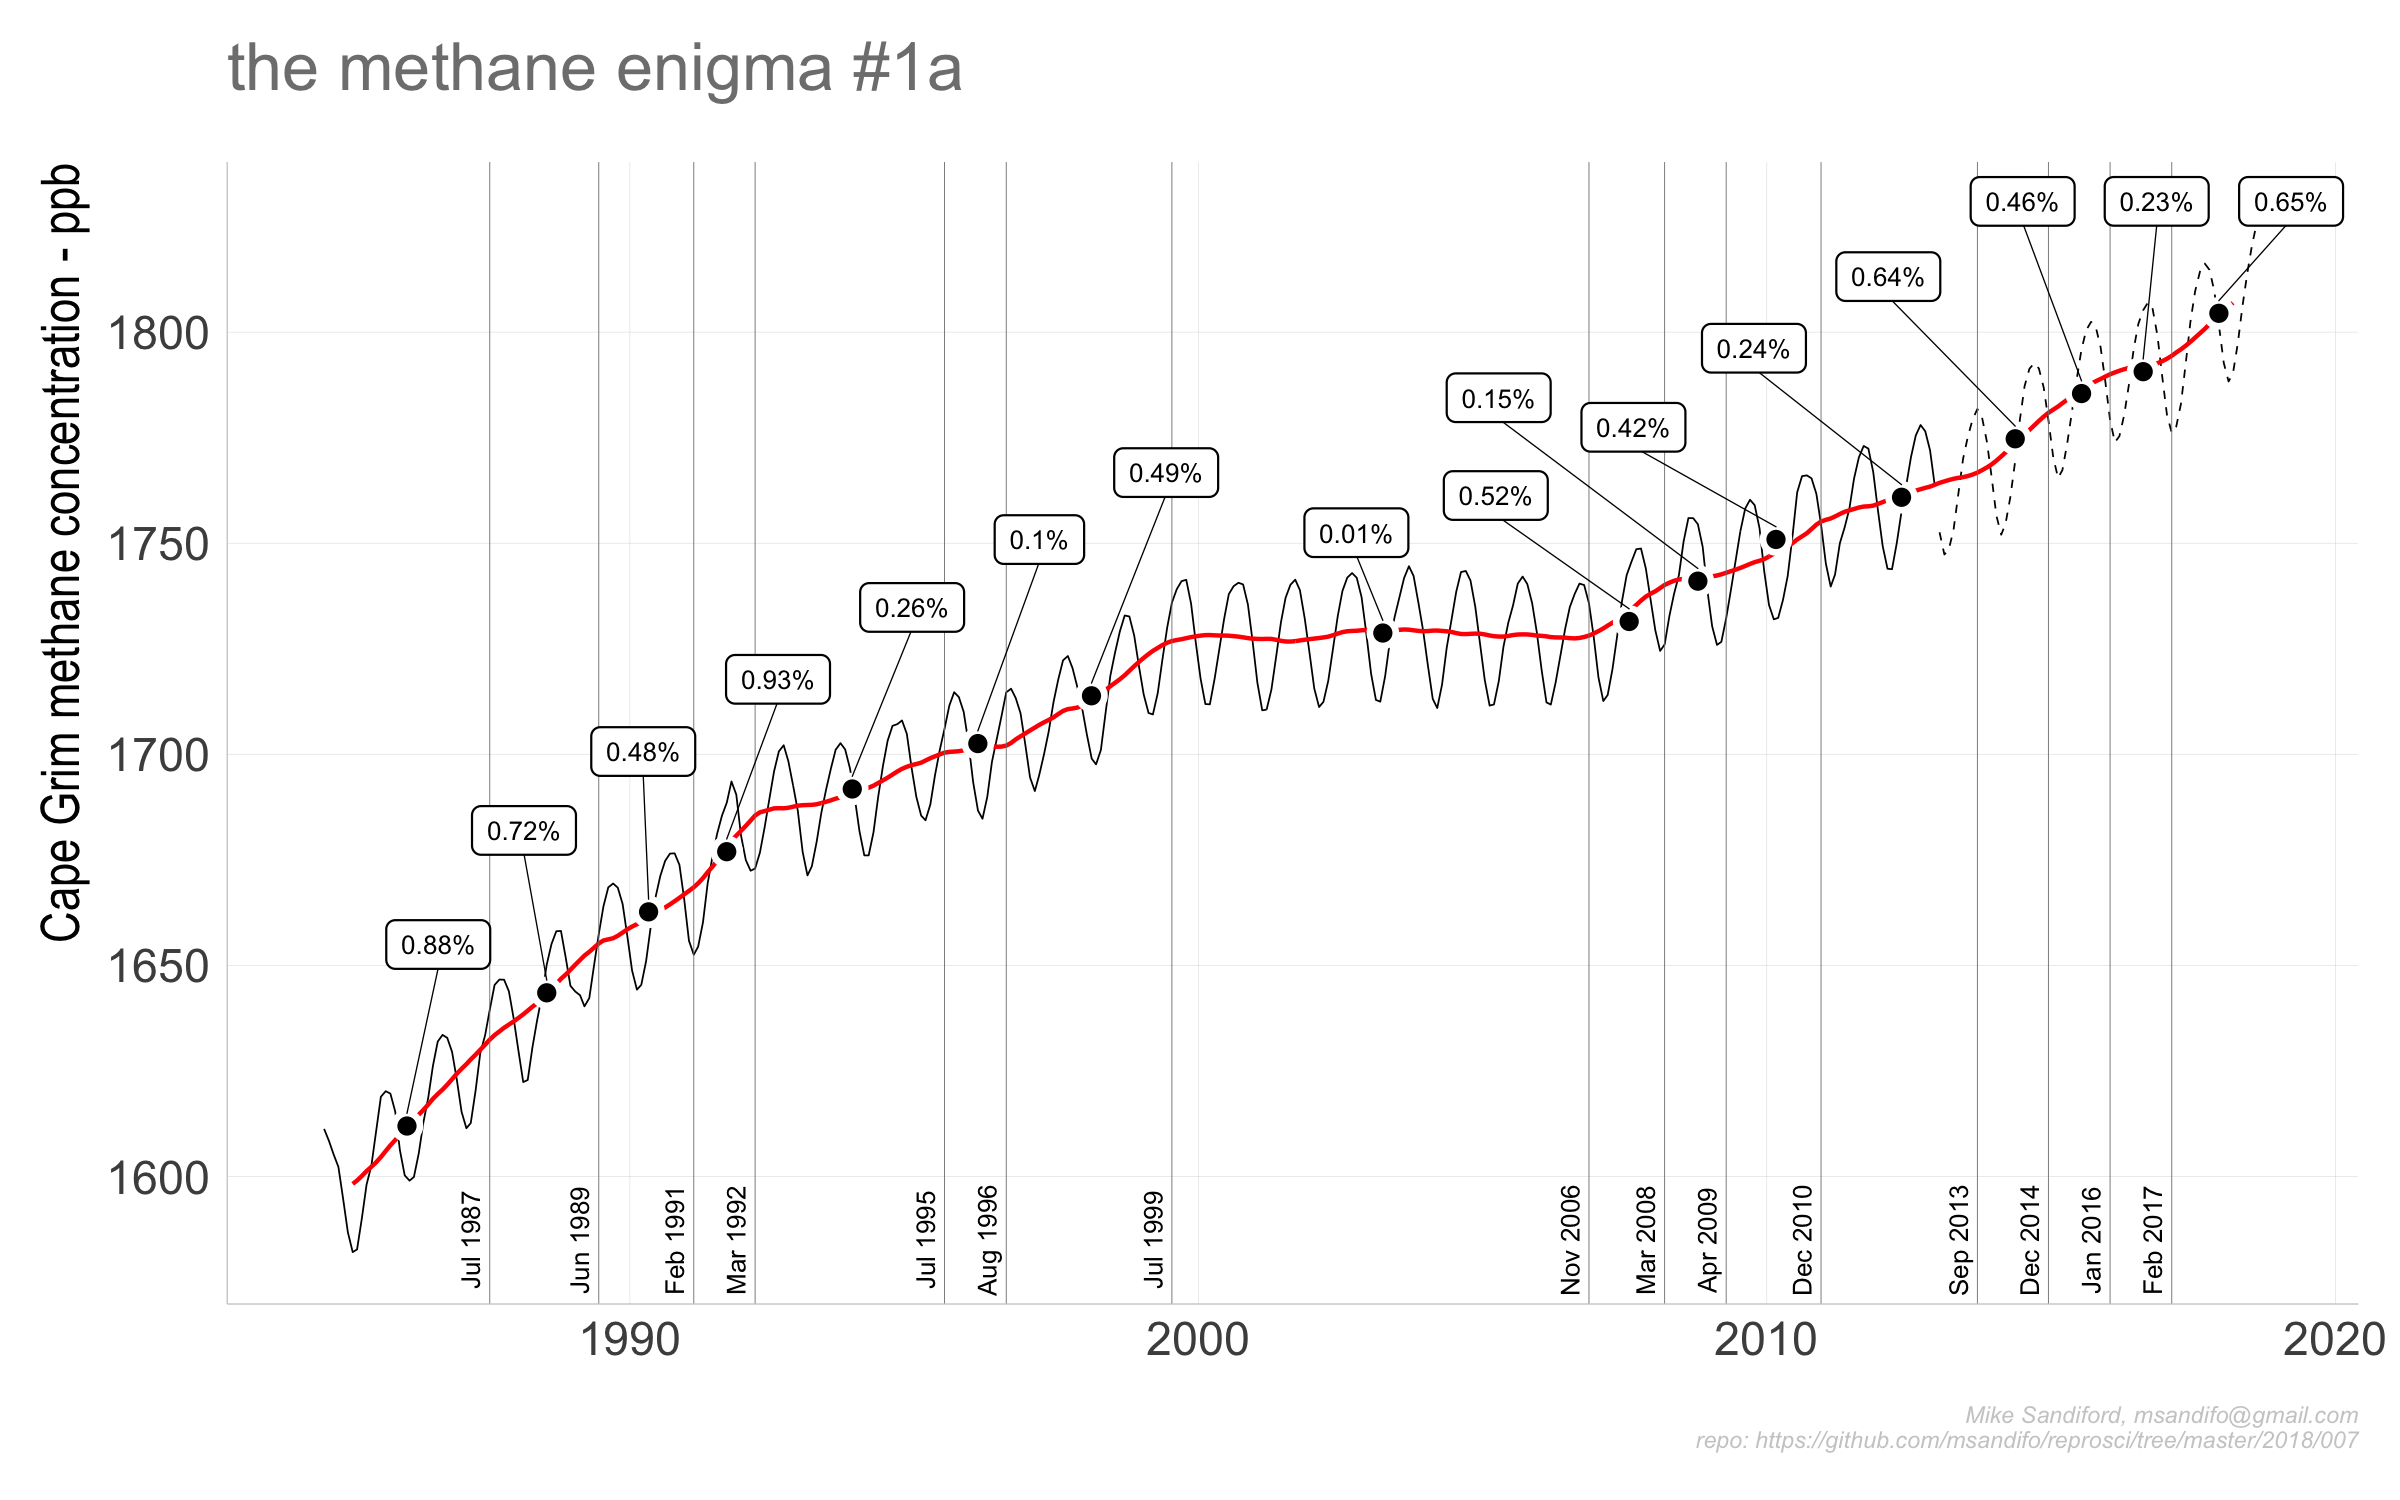 the methane enigma #1a
Cape Grim methane concentration - ppb
1800
1750
1700
1650
1600
0.88%
0.72%
0.48%
0.93%
0.26%
0.1%
0.49%
0.01%
0.52%
0.15%
0.42%
0.24%
0.64%
0.46%
0.23%
0.65%
Jul 1987
Jun 1989
Feb 1991
Mar 1992
Jul 1995
Aug 1996
Jul 1999
Nov 2006
Mar 2008
Apr 2009
Dec 2010
Sep 2013
Dec 2014
Jan 2016
Feb 2017
1990
2000
2010
2020
Mike Sandiford, msandifo@gmail.com
repo: https://github.com/msandifo/reprosci/tree/master/2018/007